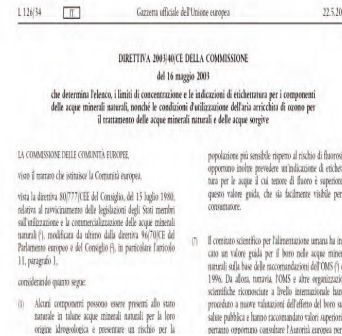 L 126/34
IT
Gazzetta ufficiale dell'Unione europea
22.5.20
DIRETTIVA 2003/40/CE DELLA COMMISSIONE
del 16 maggio 2003
che determina l'elenco, i limiti di concentrazione e le indicazioni di etichettatura per i componenti
delle acque minerali naturali, nonché le condizioni d'utilizzazione dell'aria arricchita di ozono per
il trattamento delle acque minerali naturali e delle acque sorgive
LA COMMISSIONE DELLE COMUNITÀ EUROPEE,
visto il trattato che istituisce la Comunità europea,
vista la direttiva 80/777/CEE del Consiglio, del 15 luglio 1980,
relativa al ravvicinamento delle legislazioni degli Stati membri
sull'utilizzazione e la commercializzazione delle acque minerali
naturali (¹), modificata da ultimo dalla direttiva 96/70/CE del
Parlamento europeo e del Consiglio (²), in particolare l'articolo
11, paragrafo 1,
considerando quanto segue:
(1) Alcuni componenti possono essere presenti allo stato
naturale in talune acque minerali naturali per la loro
origine idrogeologica e presentare un rischio per la
popolazione più sensibile rispetto al rischio di fluorosi
opportuno inoltre prevedere un'indicazione di etichet
tura per le acque il cui tenore di fluoro è superiore
questo valore guida, che sia facilmente visibile per
consumatore.
(7) Il comitato scientifico per l'alimentazione umana ha in
cato un valore guida per il boro nelle acque miner
naturali sulla base delle raccomandazioni dell'OMS (³)
1996. Da allora, tuttavia, l'OMS e altre organizzazi
scientifiche riconosciute a livello internazionale han
proceduto a nuove valutazioni dell'effetto del boro su
salute pubblica e hanno raccomandato valori superiori
pertanto opportuno consultare l'Autorità europea per